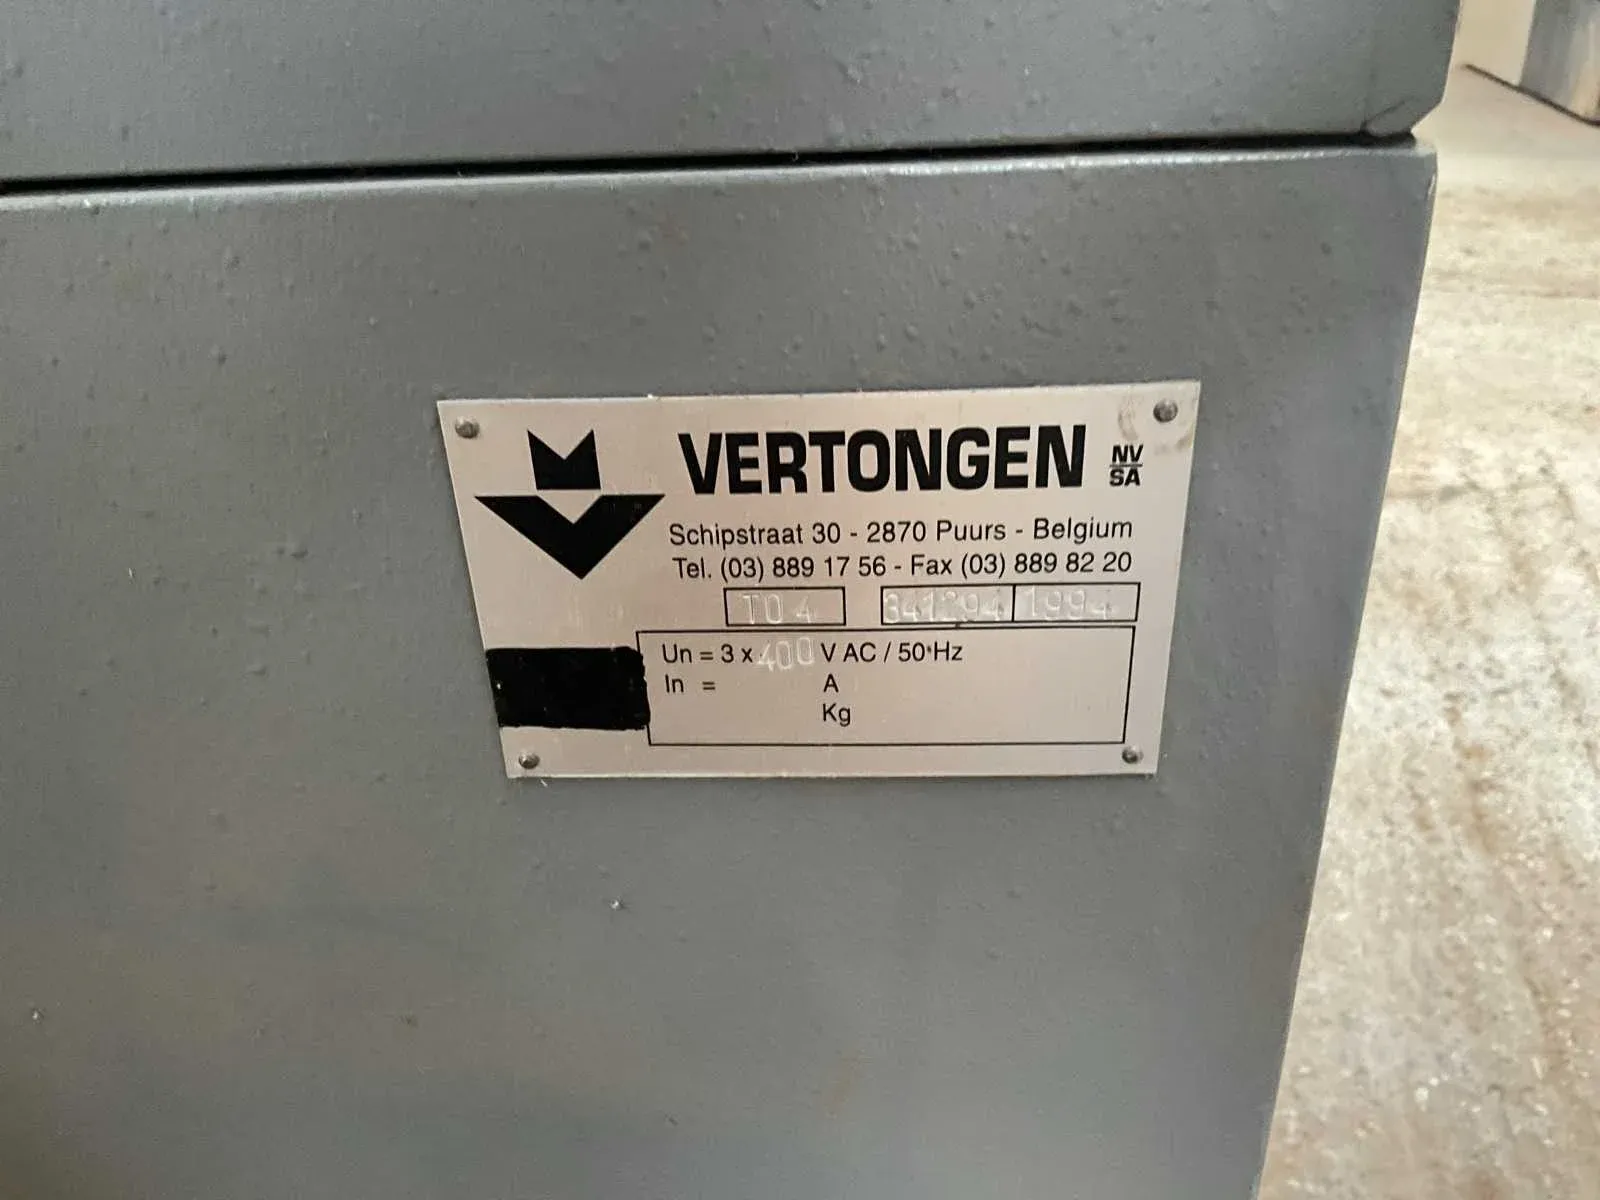 VERTONGEN NV SA
Schipstraat 30 - 2870 Puurs - Belgium
Tel. (03) 889 17 56 - Fax (03) 889 82 20
TO 4 341294 1994
Un = 3 x 400 V AC / 50 Hz
In = A
Kg